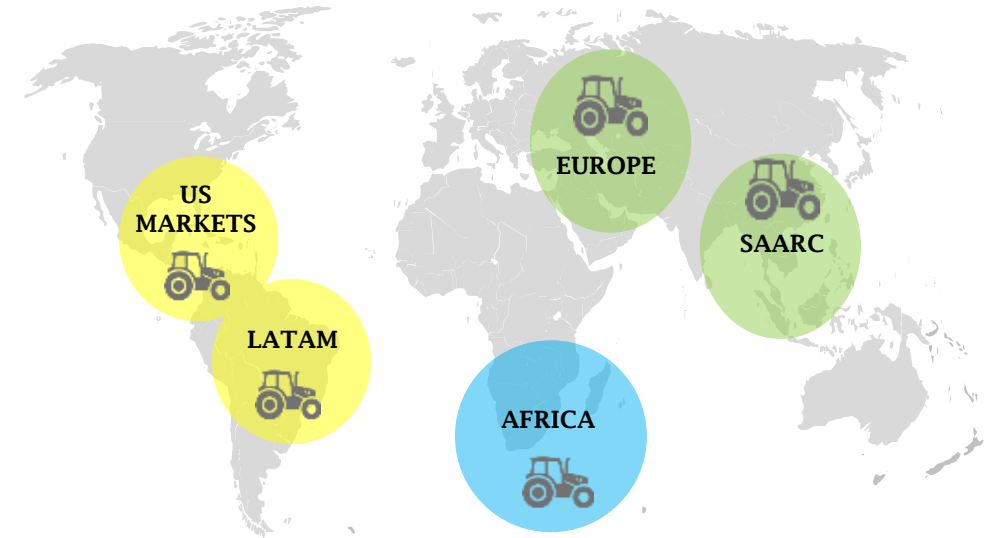 US
MARKETS
LATAM
EUROPE
SAARC
AFRICA